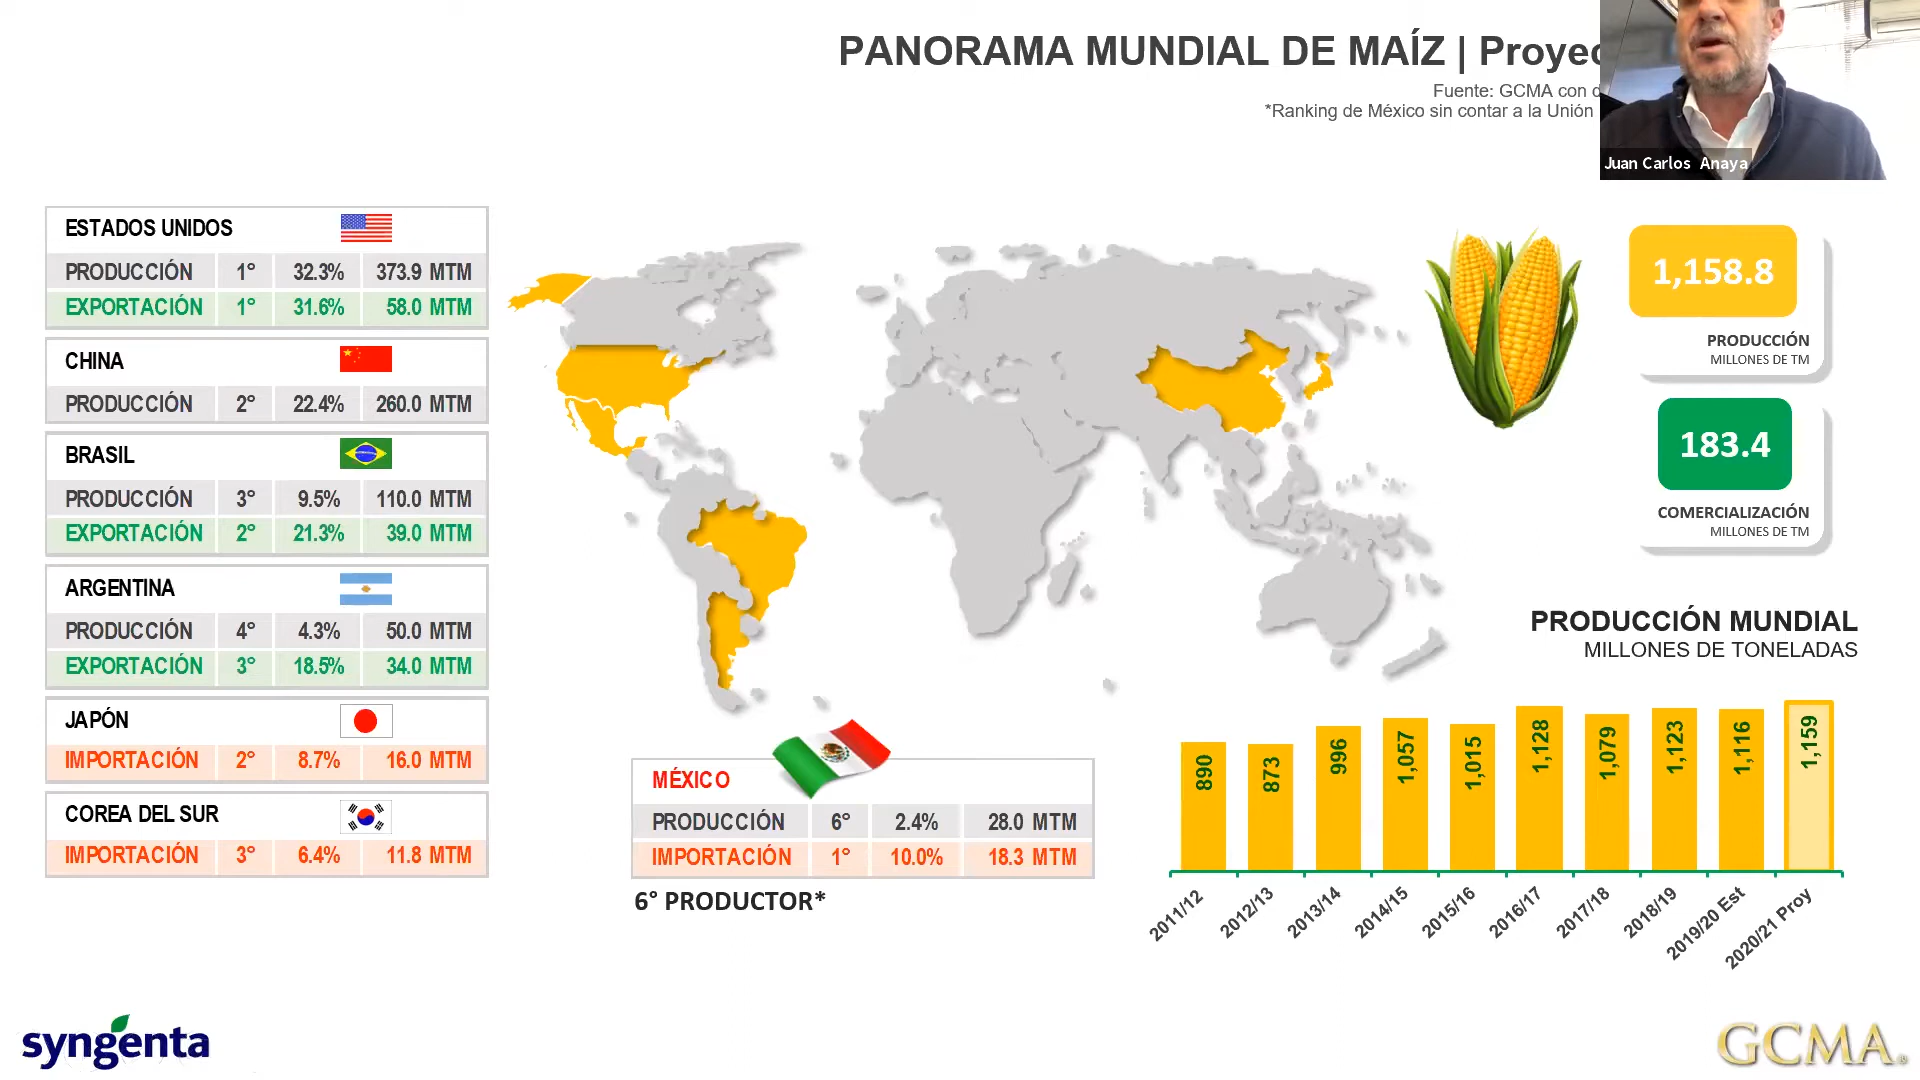 PANORAMA MUNDIAL DE MAÍZ |
Fuente: GCMA con
*Ranking de México sin contar a la Unión
Juan Carlos Anaya
ESTADOS UNIDOS
PRODUCCIÓN 1° 32.3% 373.9 MTM
EXPORTACIÓN 1° 31.6% 58.0 MTM
CHINA
PRODUCCIÓN 2° 22.4% 260.0 MTM
BRASIL
PRODUCCIÓN 3° 9.5% 110.0 MTM
EXPORTACIÓN 2° 21.3% 39.0 MTM
ARGENTINA
PRODUCCIÓN 4° 4.3% 50.0 MTM
EXPORTACIÓN 3° 18.5% 34.0 MTM
JAPÓN
IMPORTACIÓN 2° 8.7% 16.0 MTM
COREA DEL SUR
IMPORTACIÓN 3° 6.4% 11.8 MTM
MÉXICO
PRODUCCIÓN 6° 2.4% 28.0 MTM
IMPORTACIÓN 1° 10.0% 18.3 MTM
6° PRODUCTOR*
1,158.8
PRODUCCIÓN
MILLONES DE TM
183.4
COMERCIALIZACIÓN
MILLONES DE TM
PRODUCCIÓN MUNDIAL
MILLONES DE TONELADAS
890 873 996 1,057 1,015 1,128 1,079 1,123 1,116 1,159
2011/12 2012/13 2013/14 2014/15 2015/16 2016/17 2017/18 2018/19 2019/20 Est 2020/21 Proy
syngenta
GCMA